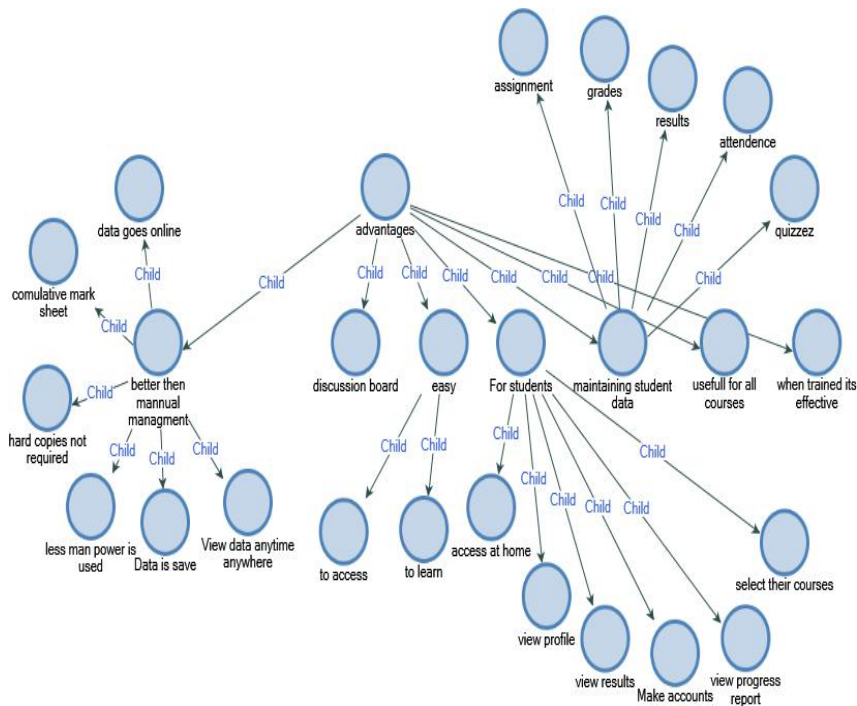 assignment
grades
results
attendence
quizzez
Child
Child
Child
Child
Child
data goes online
advantages
comulative mark
sheet
Child
Child
Child
Child
Child
Child
Child
Child
Child
Child
better then
mannual
managment
Child
hard copies not
required
discussion board
easy
For students
maintaining student
data
usefull for all
courses
when trained its
effective
Child
Child
Child
less man power is
used
Data is save
View data anytime
anywhere
Child
Child
to access
to learn
Child
Child
Child
Child
Child
Child
access at home
view profile
view results
Make accounts
view progress
report
select their courses